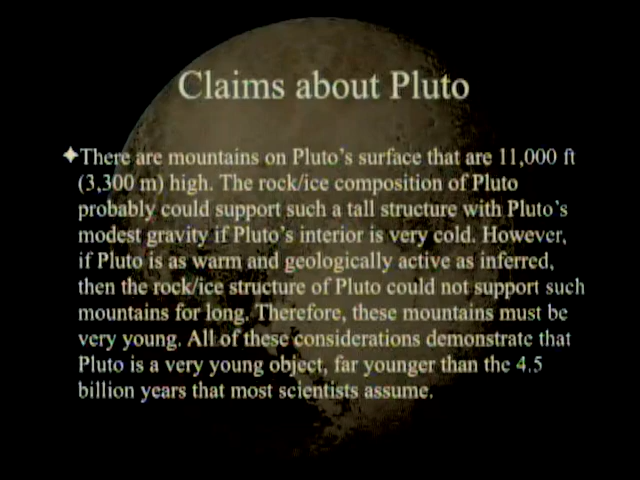 Claims about Pluto
✦There are mountains on Pluto's surface that are 11,000 ft
(3,300 m) high. The rock/ice composition of Pluto
probably could support such a tall structure with Pluto's
modest gravity if Pluto's interior is very cold. However,
if Pluto is as warm and geologically active as inferred,
then the rock/ice structure of Pluto could not support such
mountains for long. Therefore, these mountains must be
very young. All of these considerations demonstrate that
Pluto is a very young object, far younger than the 4.5
billion years that most scientists assume.